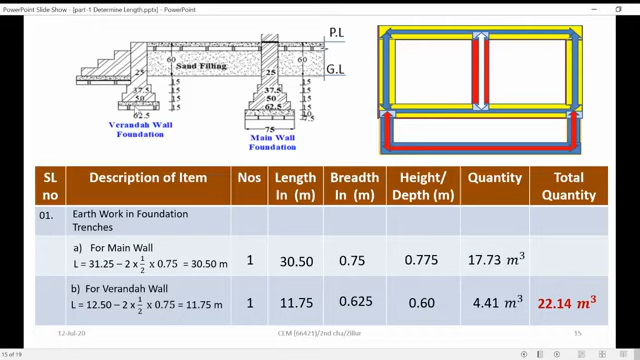 PowerPoint Slide Show - [part-1 Determine Length.pptx]
P.L
G.L
60
60
25
Sand Filling
25
15
15
15
15
15
15
37.5
50
62.5
37.5
50
62.5
10
7.5
75
Verandah Wall
Foundation
Main Wall
Foundation
SL no Description of Item Nos Length In (m) Breadth In (m) Height/ Depth (m) Quantity Total Quantity
01. Earth Work in Foundation
Trenches
a) For Main Wall
L = 31.25 – 2 x 1/2 x 0.75 = 30.50 m 1 30.50 0.75 0.775 17.73 m³
b) For Verandah Wall
L = 12.50 – 2 x 1/2 x 0.75 = 11.75 m 1 11.75 0.625 0.60 4.41 m³ 22.14 m³
12-Jul-20 CEM (66421)/2nd cha/Zillur 15
15 of 19